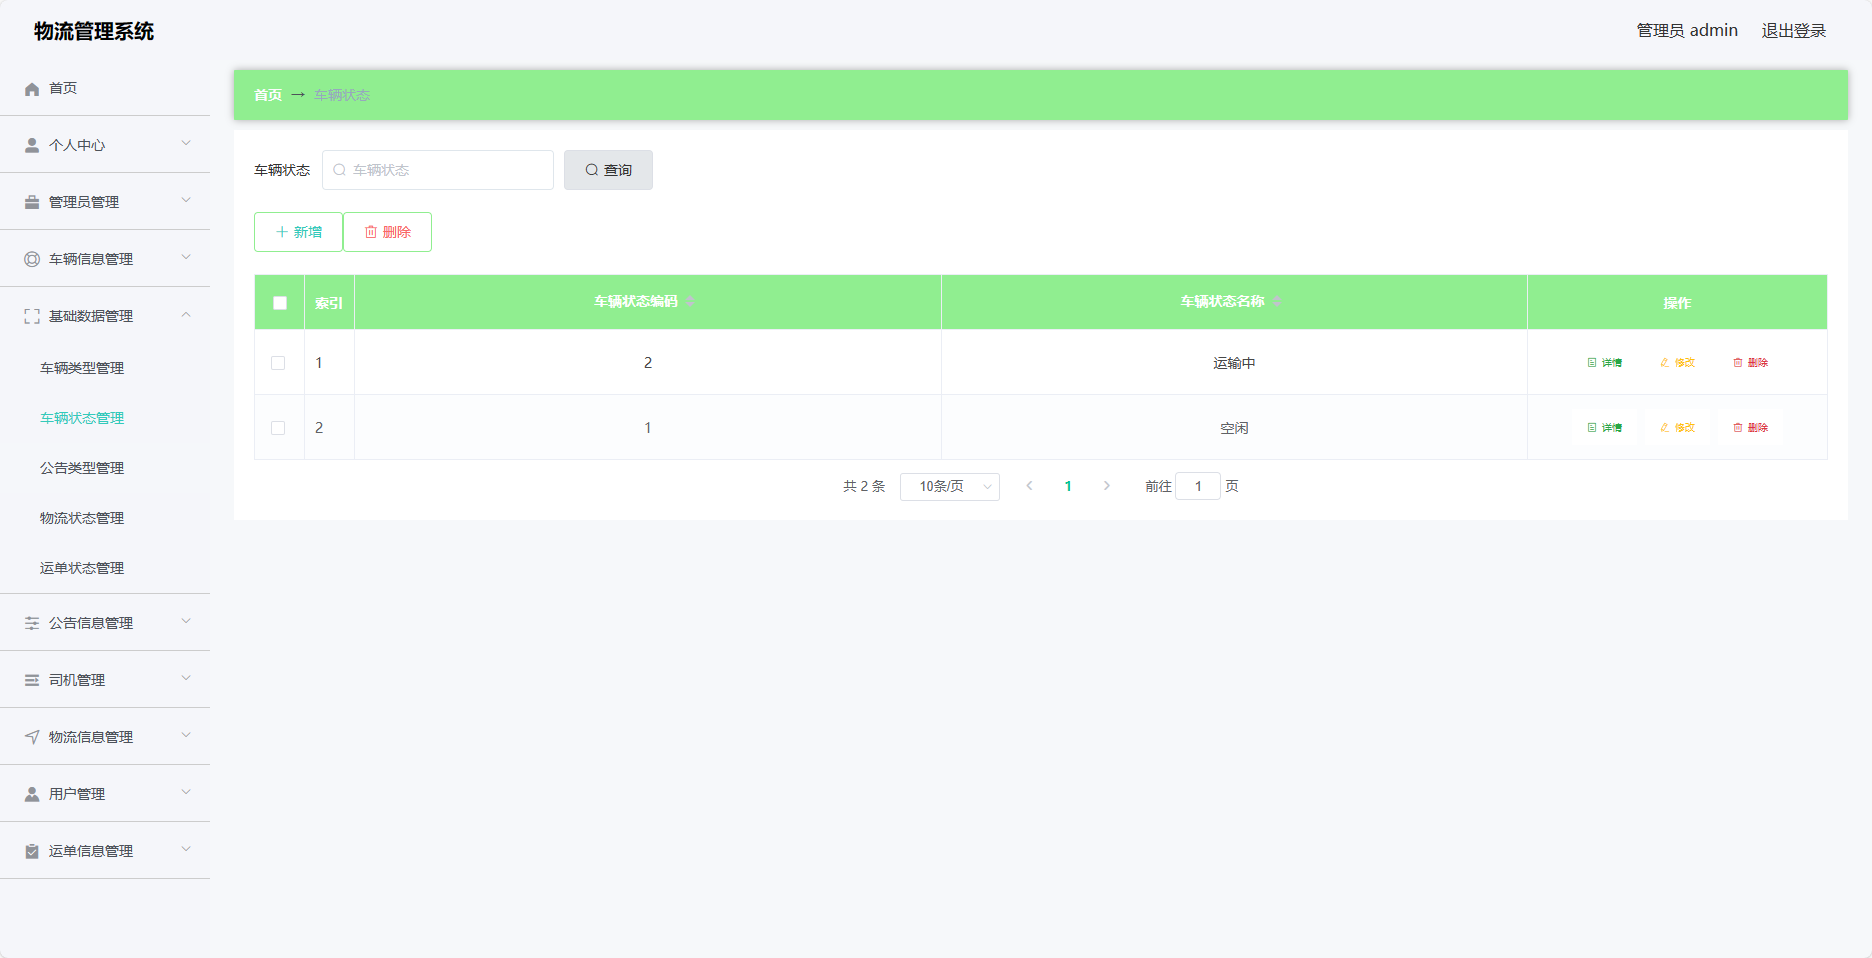 物流管理系统
管理员 admin 退出登录
首页
个人中心
管理员管理
车辆信息管理
基础数据管理
车辆类型管理
车辆状态管理
公告类型管理
物流状态管理
运单状态管理
公告信息管理
司机管理
物流信息管理
用户管理
运单信息管理
首页 → 车辆状态
车辆状态 车辆状态 查询
新增 删除
索引 车辆状态编码 车辆状态名称 操作
1 2 运输中 详情 修改 删除
2 1 空闲 详情 修改 删除
共 2 条 10条/页 1 前往 1 页